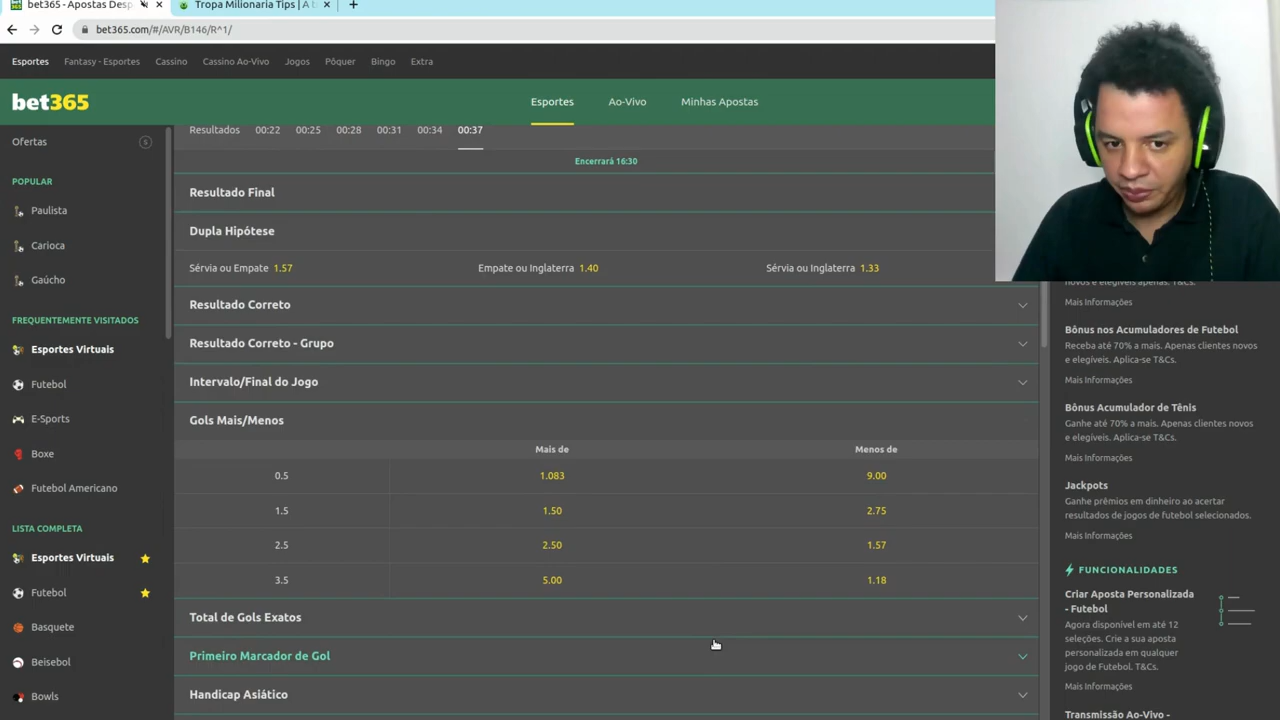 bet365 - Apostas Desp
Tropa Milionaria Tips | A b
bet365.com/#/AVR/B146/R^1/
Esportes Fantasy - Esportes Cassino Cassino Ao-Vivo Jogos Pôquer Bingo Extra
bet365
Esportes Ao-Vivo Minhas Apostas
Ofertas
POPULAR
Paulista
Carioca
Gaúcho
FREQUENTEMENTE VISITADOS
Esportes Virtuais
Futebol
E-Sports
Boxe
Futebol Americano
LISTA COMPLETA
Esportes Virtuais
Futebol
Basquete
Beisebol
Bowls
Resultados 00:22 00:25 00:28 00:31 00:34 00:37
Encerrará 16:30
Resultado Final
Dupla Hipótese
Sérvia ou Empate 1.57 Empate ou Inglaterra 1.40 Sérvia ou Inglaterra 1.33
Resultado Correto
Resultado Correto - Grupo
Intervalo/Final do Jogo
Gols Mais/Menos
Mais de Menos de
0.5 1.083 9.00
1.5 1.50 2.75
2.5 2.50 1.57
3.5 5.00 1.18
Total de Gols Exatos
Primeiro Marcador de Gol
Handicap Asiático
novos e elegíveis apenas. T&Cs.
Mais Informações
Bônus nos Acumuladores de Futebol
Receba até 70% a mais. Apenas clientes novos e elegíveis. Aplica-se T&Cs.
Mais Informações
Bônus Acumulador de Tênis
Ganhe até 70% a mais. Apenas clientes novos
e elegíveis. Aplica-se T&Cs.
Mais Informações
Jackpots
Ganhe prêmios em dinheiro ao acertar
resultados de jogos de futebol selecionados.
Mais Informações
FUNCIONALIDADES
Criar Aposta Personalizada
- Futebol
Agora disponível em até 12
seleções. Crie a sua aposta
personalizada em qualquer
jogo de Futebol. T&Cs.
Mais Informações
Transmissão Ao-Vivo -